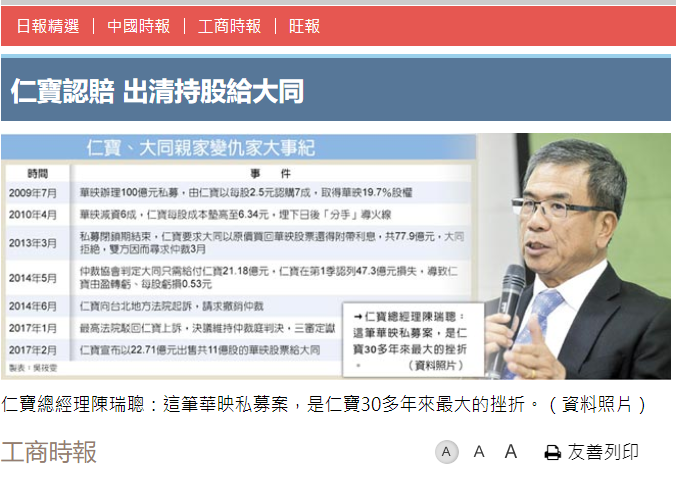 日報精選 | 中國時報 | 工商時報 | 旺報
仁寶認賠 出清持股給大同
仁寶、大同親家變仇家大事紀
時間 事件
2009年7月 華映辦理100億元私募，由仁寶以每股2.5元認購7成，取得華映19.7%股權
2010年4月 華映減資6成，仁寶每股成本墊高至6.34元，埋下日後「分手」導火線
2013年3月 私募閉鎖期結束，仁寶要求大同以原價買回華映股票還得附帶利息，共77.9億元，大同
拒絕，雙方因而尋求仲裁3月
2014年5月 仲裁協會判定大同只需給付仁寶21.18億元，仁寶在第1季認列47.3億元損失，導致仁
寶由盈轉虧、每股虧損0.53元
2014年6月 仁寶向台北地方法院起訴，請求撤銷仲裁
2017年1月 最高法院駁回仁寶上訴，決議維持仲裁庭判決，三審定讞
2017年2月 仁寶宣布以22.71元出售共11億股的華映股票給大同
製表：吳筱雯
→仁寶總經理陳瑞聰：
這筆華映私募案，是仁
寶30多年來最大的挫折
。 （資料照片）
仁寶總經理陳瑞聰：這筆華映私募案，是仁寶30多年來最大的挫折。（資料照片）
工商時報 A A A 友善列印